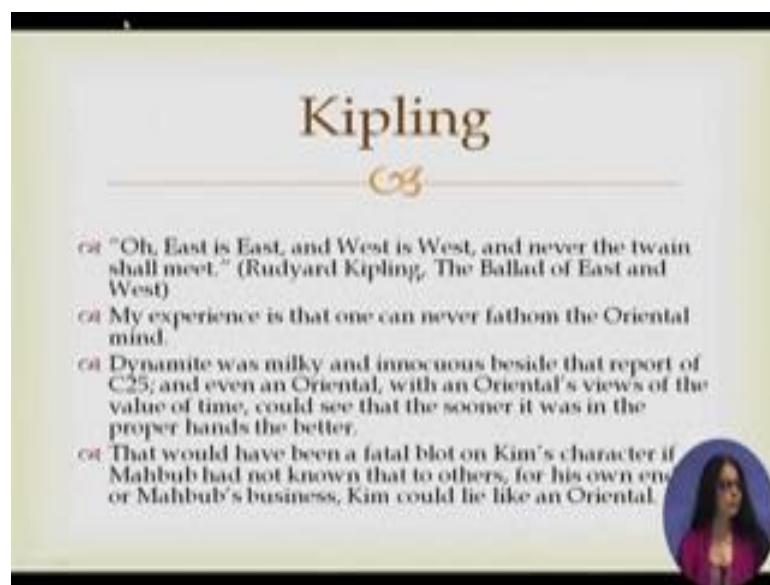 Kipling
"Oh, East is East, and West is West, and never the twain
shall meet." (Rudyard Kipling, The Ballad of East and
West)
My experience is that one can never fathom the Oriental
mind.
Dynamite was milky and innocuous beside that report of
C25; and even an Oriental, with an Oriental's views of the
value of time, could see that the sooner it was in the
proper hands the better.
That would have been a fatal blot on Kim's character if
Mahbub had not known that to others, for his own
or Mahbub's business, Kim could lie like an Oriental